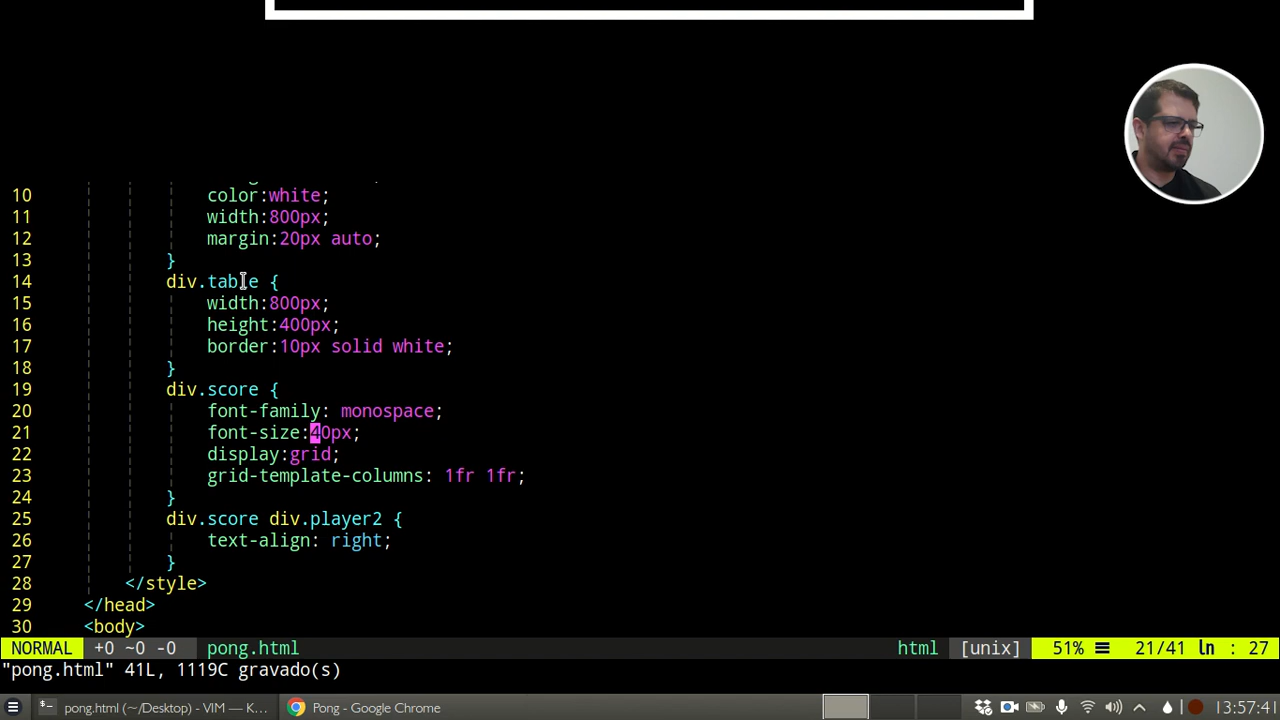 10 color:white;
11 width:800px;
12 margin:20px auto;
13 }
14 div.table {
15 width:800px;
16 height:400px;
17 border:10px solid white;
18 }
19 div.score {
20 font-family: monospace;
21 font-size:40px;
22 display:grid;
23 grid-template-columns: 1fr 1fr;
24 }
25 div.score div.player2 {
26 text-align: right;
27 }
28 </style>
29 </head>
30 <body>
NORMAL +0 ~0 -0 pong.html html [unix] 51% ☰ 21/41 ln : 27
"pong.html" 41L, 1119C gravado(s)
pong.html (~/Desktop) - VIM — K... Pong - Google Chrome 13:57:41